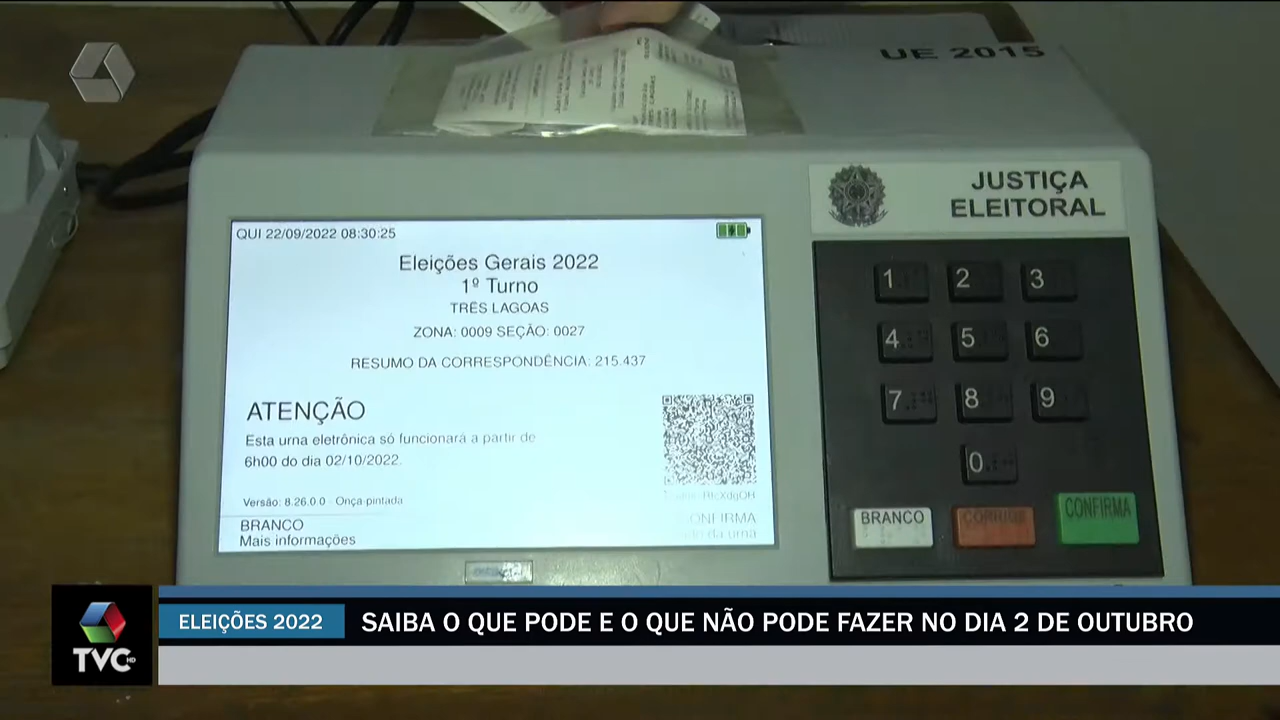 UE 2015
JUSTIÇA
ELEITORAL
QUI 22/09/2022 08:30:25
Eleições Gerais 2022
1º Turno
TRÊS LAGOAS
ZONA: 0009 SEÇÃO: 0027
RESUMO DA CORRESPONDÊNCIA: 215.437
ATENÇÃO
Esta urna eletrônica só funcionará a partir de
6h00 do dia 02/10/2022.
Versão: 8.26.0.0 - Onça-pintada
BRANCO
CONFIRMA
Mais informações
da urna
1 2 3
4 5 6
7 8 9
0
BRANCO CORRIGE CONFIRMA
TVC HD
ELEIÇÕES 2022
SAIBA O QUE PODE E O QUE NÃO PODE FAZER NO DIA 2 DE OUTUBRO